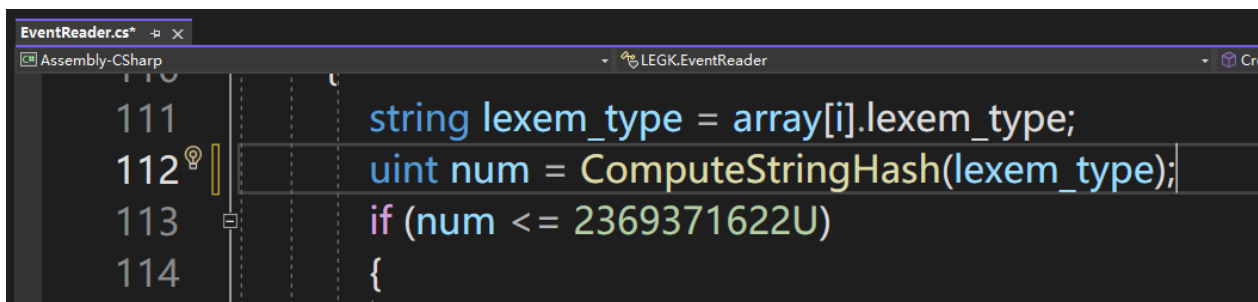 EventReader.cs*
Assembly-CSharp LEGK.EventReader
111 string lexem_type = array[i].lexem_type;
112 uint num = ComputeStringHash(lexem_type);
113 if (num <= 2369371622U)
114 {